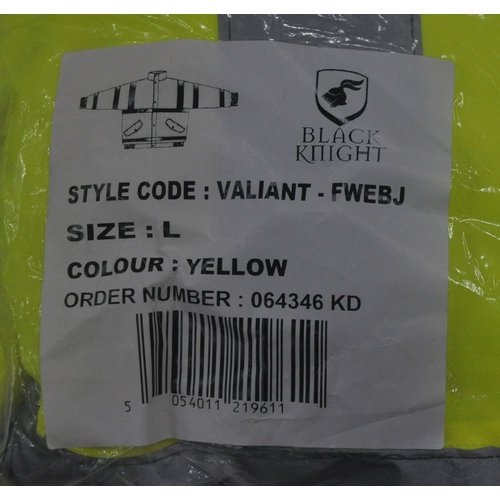 BLACK
KNIGHT
STYLE CODE : VALIANT - FWEBJ
SIZE : L
COLOUR : YELLOW
ORDER NUMBER : 064346 KD
5 054011 219611